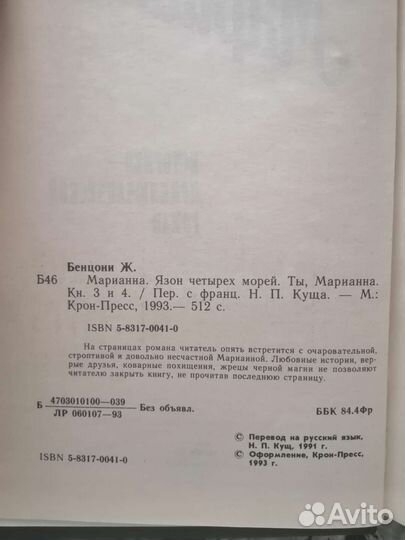 Бенцони Ж.
Б46 Марианна. Язон четырех морей. Ты, Марианна.
Кн. 3 и 4. / Пер. с франц. Н. П. Куща. — М.:
Крон-Пресс, 1993.— 512 с.
ISBN 5-8317-0041-0
На страницах романа читатель опять встретится с очаровательной,
строптивой и довольно несчастной Марианной. Любовные истории, вер-
ные друзья, коварные похищения, жрецы черной магии не позволяют
читателю закрыть книгу, не прочитав последнюю страницу.
Б 4703010100—039
ЛР 060107—93 Без объявл.
ББК 84.4Фр
© Перевод на русский язык,
Н. П. Кущ, 1991 г.
© Оформление, Крон-Пресс,
1993 г.
ISBN 5-8317-0041-0
Avito